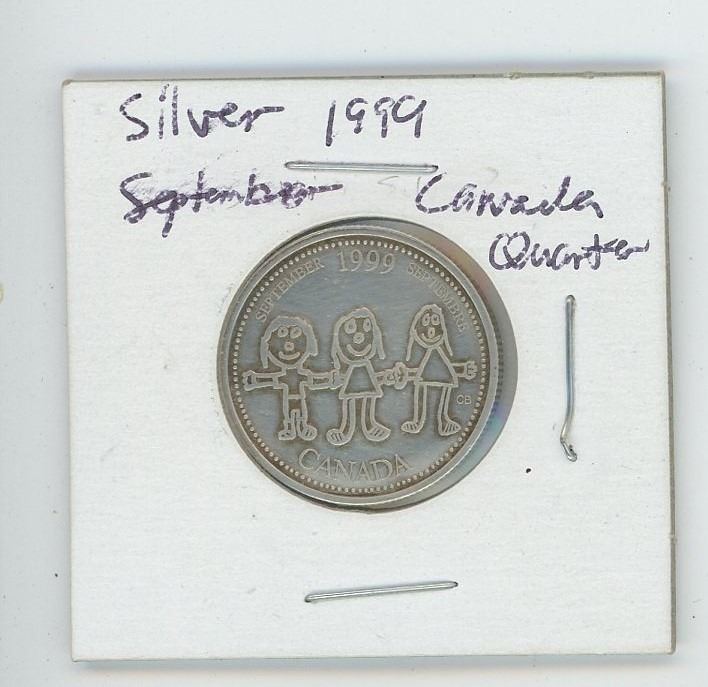 Silver 1999
September Canada
Quarter
SEPTEMBER 1999 SEPTEMBRE
CB
CANADA